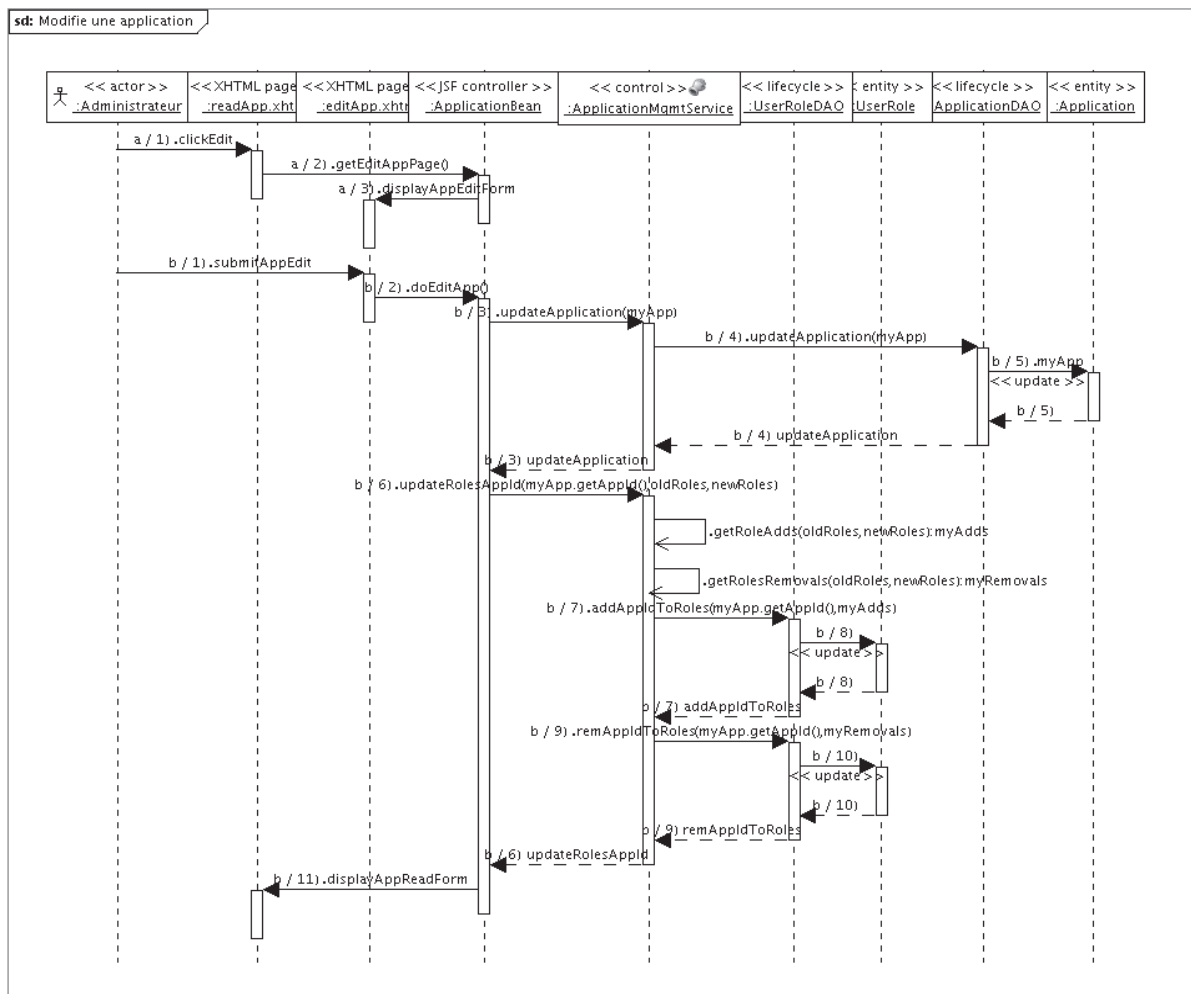 sd: Modifie une application
<< actor >>
:Administrateur
<<XHTML page
:readApp.xht
<<XHTML page
:editApp.xht
<<JSF controller >>
:ApplicationBean
<< control >>
:ApplicationMgmtService
<< lifecycle >>
:UserRoleDAO
< entity >>
:UserRole
<< lifecycle >>
ApplicationDAO
<< entity >>
:Application
a / 1).clickEdit
a / 2).getEditAppPage()
a / 3).displayAppEditForm
b / 1).submitAppEdit
b / 2).doEditApp()
b / 3).updateApplication(myApp)
b / 4).updateApplication(myApp)
b / 5).myApp
<< update >>
b / 5)
b / 4) updateApplication
b / 3) updateApplication
b / 6).updateRolesAppId(myApp.getAppId(),oldRoles,newRoles)
.getRoleAdds(oldRoles,newRoles):myAdds
.getRolesRemovals(oldRoles,newRoles):myRemovals
b / 7).addAppIdToRoles(myApp.getAppId(),myAdds)
b / 8)
<< update >>
b / 8)
b / 7) addAppIdToRoles
b / 9).remAppIdToRoles(myApp.getAppId(),myRemovals)
b / 10)
<< update >>
b / 10)
b / 9) remAppIdToRoles
b / 6) updateRolesAppId
b / 11).displayAppReadForm